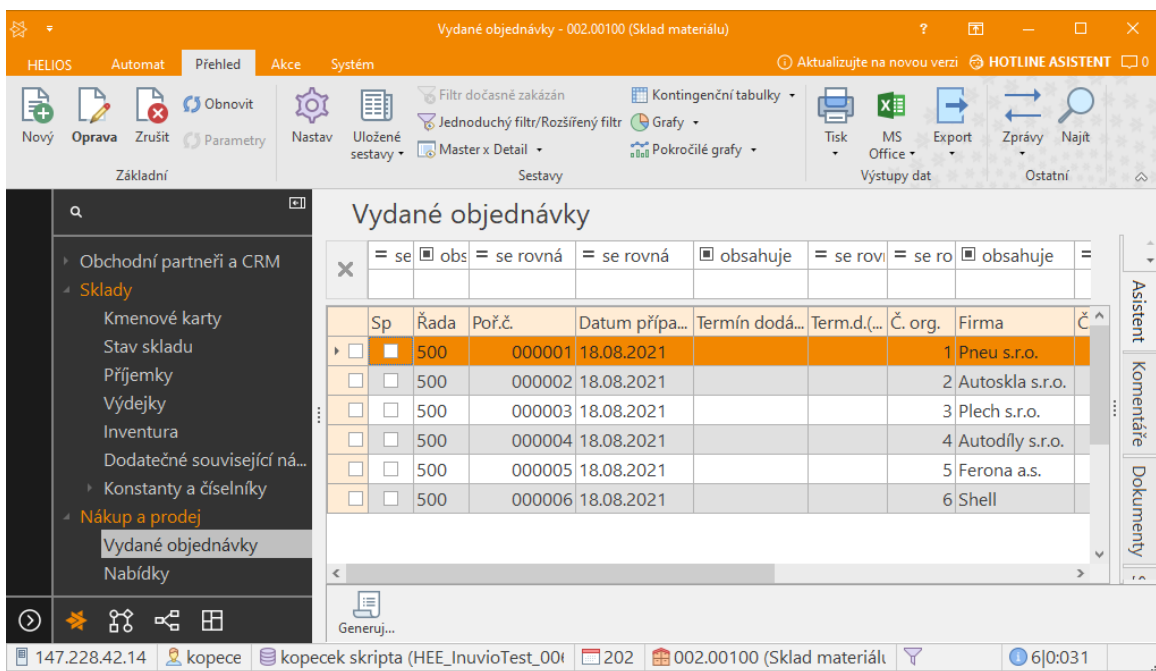 Vydané objednávky - 002.00100 (Sklad materiálu) ?
HELIOS Automat Přehled Akce Systém Aktualizujte na novou verzi HOTLINE ASISTENT 0
Nový Oprava Zrušit Obnovit Parametry
Základní
Nastav Uložené sestavy
Filtr dočasně zakázán Kontingenční tabulky
Jednoduchý filtr/Rozšířený filtr Grafy
Master x Detail Pokročilé grafy
Sestavy
Tisk MS Office Export
Výstupy dat
Zprávy Najít
Ostatní
Obchodní partneři a CRM
Sklady
Kmenové karty
Stav skladu
Příjemky
Výdejky
Inventura
Dodatečné související ná...
Konstanty a číselníky
Nákup a prodej
Vydané objednávky
Nabídky
Vydané objednávky
= se obs = se rovná = se rovná obsahuje = se rov = se ro obsahuje =
Sp Řada Poř.č. Datum přípa... Termín dodá... Term.d.(... Č. org. Firma Č
500 000001 18.08.2021 1 Pneu s.r.o.
500 000002 18.08.2021 2 Autoskla s.r.o.
500 000003 18.08.2021 3 Plech s.r.o.
500 000004 18.08.2021 4 Autodíly s.r.o.
500 000005 18.08.2021 5 Ferona a.s.
500 000006 18.08.2021 6 Shell
Asistent
Komentáře
Dokumenty
Generuj...
147.228.42.14 kopece kopecek skripta (HEE_InuvioTest_00 202 002.00100 (Sklad materiálu 6|0:031